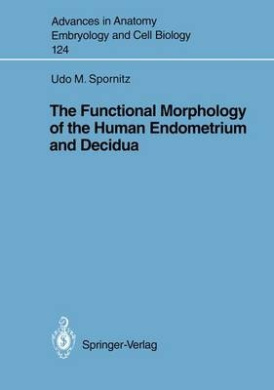 Advances in Anatomy
Embryology and Cell Biology
124
Udo M. Spornitz
The Functional Morphology
of the Human Endometrium
and Decidua
Springer-Verlag